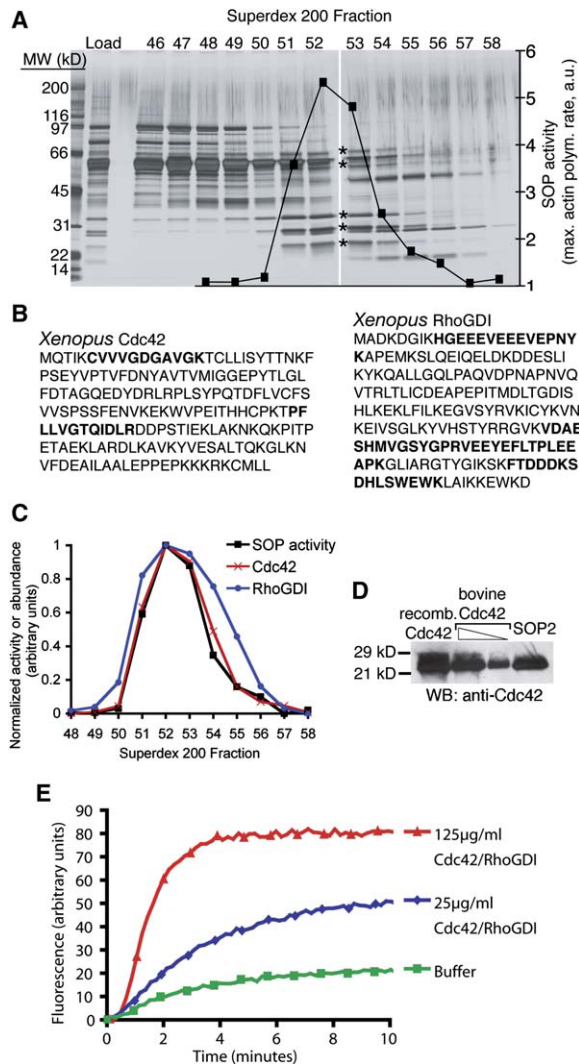 A
Superdex 200 Fraction
Load 46 47 48 49 50 51 52 53 54 55 56 57 58
MW (kD)
200
116
97
66
45
31
22
14
*
*
*
*
*
6
5
4
3
2
1
SOP activity
(max. actin polym. rate, a.u.)
B
Xenopus Cdc42
MQTIKCVVVGDGAVGKTCLLISYTTNKF
PSEYVPTVFDNYAVTVMIGGEPYTLGL
FDTAGQEDYDRLRPLSYPQTDVFLVCFS
VVSPSSFENVKEKWVPEITHHCPKTPF
LLVGTQIDLRDDPSTIEKLAKNKQKPITP
ETAEKLARDLKAVKYVESALTQKGLKN
VFDEAILAALEPPEPKKKRKCMLL
Xenopus RhoGDI
MADKDGIKHGEEEVEEEVEPNY
KAPEMKSLQEIQELDKDDESLI
KYKQALLGQLPAQVDPNAPNVQ
VTRLTLICDEAPEPITMDLTGDIS
HLKEKLFILKEGVSYRVKICYKVN
KEIVSGLKYVHSTYRRGVKVDAE
SHMVGSYGPRVEEYEFLTPLEE
APKGLIARGTYGIKSKFTDDDKS
DHLSWEWKLAIKKEWKD
C
Normalized activity or abundance
(arbitrary units)
1
0.8
0.6
0.4
0.2
0
48 49 50 51 52 53 54 55 56 57 58
Superdex 200 Fraction
SOP activity
Cdc42
RhoGDI
D
bovine
recomb. Cdc42
Cdc42 SOP2
29 kD
21 kD
WB: anti-Cdc42
E
Fluorescence (arbitrary units)
90
80
70
60
50
40
30
20
10
0
0 2 4 6 8 10
Time (minutes)
125µg/ml
Cdc42/RhoGDI
25µg/ml
Cdc42/RhoGDI
Buffer